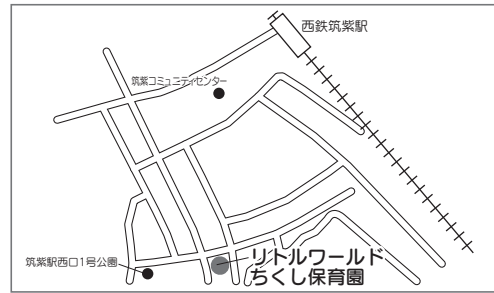 西鉄筑紫駅
筑紫コミュニティセンター
筑紫駅西口1号公園
リトルワールド
ちくし保育園